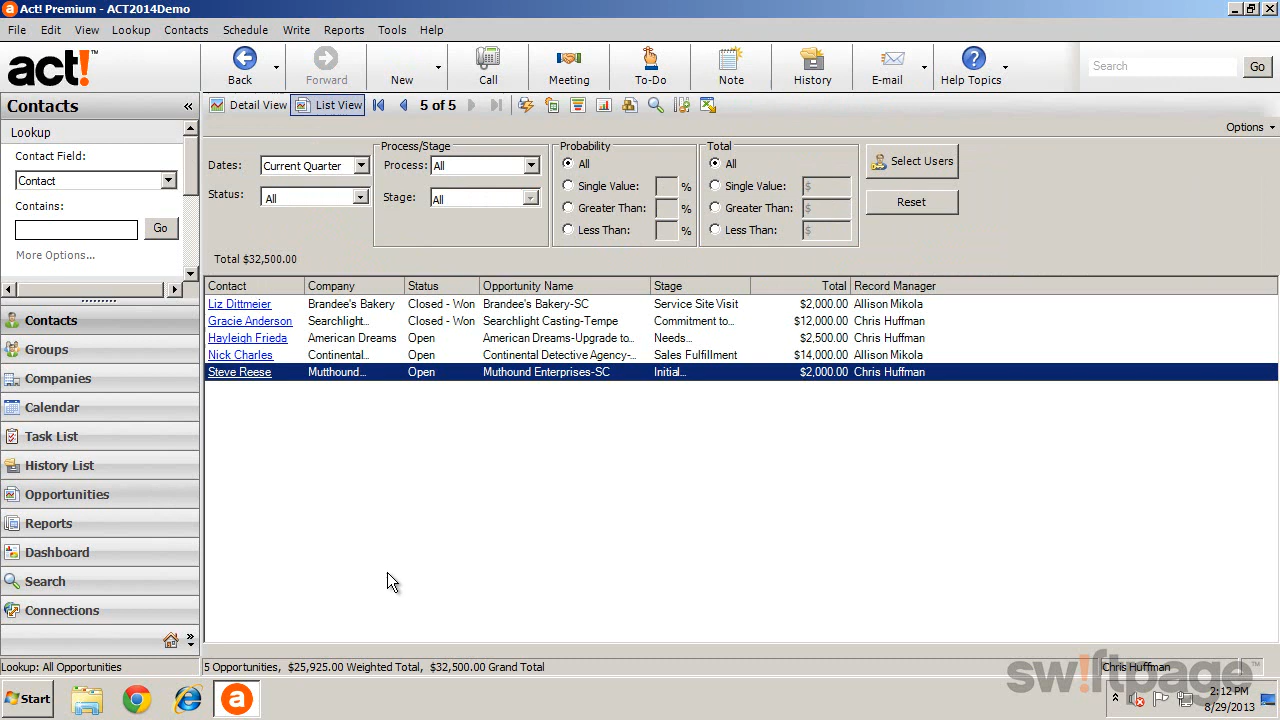 Act! Premium - ACT2014Demo
File Edit View Lookup Contacts Schedule Write Reports Tools Help
act!™ Back Forward New Call Meeting To-Do Note History E-mail Help Topics Search Go
Contacts « Detail View List View 5 of 5
Lookup
Options
Contact Field:
Contact
Contains:
Go
More Options...
Dates: Current Quarter
Status: All
Process/Stage
Process: All
Stage: All
Probability
All
Single Value: %
Greater Than: %
Less Than: %
Total
All
Single Value: $
Greater Than: $
Less Than: $
Select Users
Reset
Total $32,500.00
Contact Company Status Opportunity Name Stage Total Record Manager
Liz Dittmeier Brandee's Bakery Closed - Won Brandee's Bakery-SC Service Site Visit $2,000.00 Allison Mikola
Gracie Anderson Searchlight... Closed - Won Searchlight Casting-Tempe Commitment to... $12,000.00 Chris Huffman
Hayleigh Frieda American Dreams Open American Dreams-Upgrade to... Needs... $2,500.00 Chris Huffman
Nick Charles Continental... Open Continental Detective Agency-... Sales Fulfillment $14,000.00 Allison Mikola
Steve Reese Mutthound... Open Muthound Enterprises-SC Initial... $2,000.00 Chris Huffman
Contacts
Groups
Companies
Calendar
Task List
History List
Opportunities
Reports
Dashboard
Search
Connections
Lookup: All Opportunities 5 Opportunities, $25,925.00 Weighted Total, $32,500.00 Grand Total Chris Huffman
sw!ftpage™
Start 2:12 PM
8/29/2013